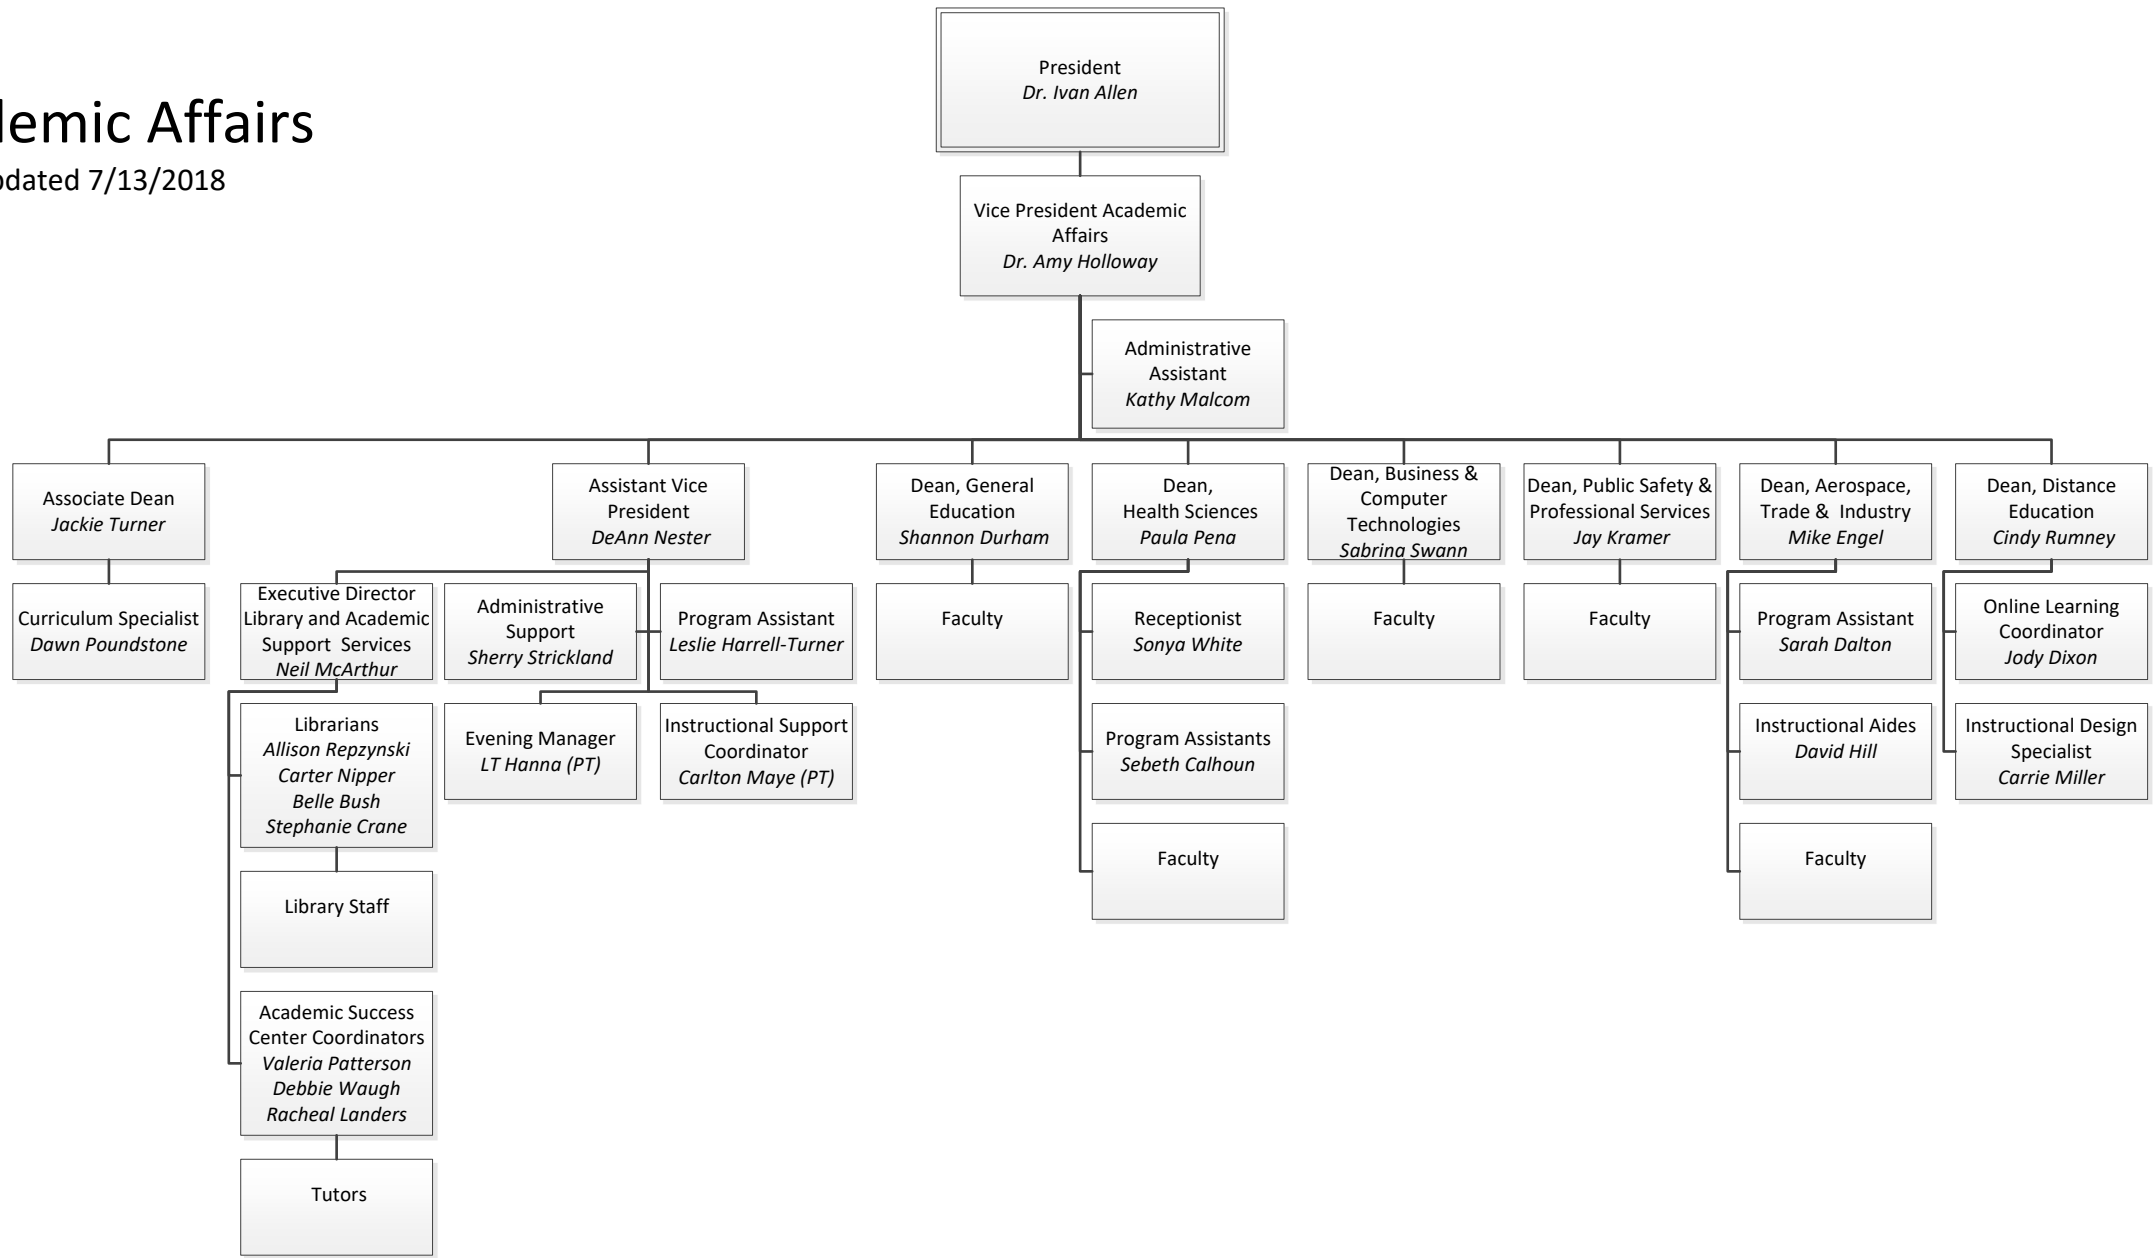 President
Dr. Ivan Allen
demic Affairs
pdated 7/13/2018
Vice President Academic
Affairs
Dr. Amy Holloway
Administrative
Assistant
Kathy Malcom
Associate Dean
Jackie Turner
Assistant Vice
President
DeAnn Nester
Dean, General
Education
Shannon Durham
Dean,
Health Sciences
Paula Pena
Dean, Business &
Computer
Technologies
Sabrina Swann
Dean, Public Safety &
Professional Services
Jay Kramer
Dean, Aerospace,
Trade & Industry
Mike Engel
Dean, Distance
Education
Cindy Rumney
Curriculum Specialist
Dawn Poundstone
Executive Director
Library and Academic
Support Services
Neil McArthur
Administrative
Support
Sherry Strickland
Program Assistant
Leslie Harrell-Turner
Faculty
Receptionist
Sonya White
Faculty
Faculty
Program Assistant
Sarah Dalton
Online Learning
Coordinator
Jody Dixon
Librarians
Allison Repzynski
Carter Nipper
Belle Bush
Stephanie Crane
Evening Manager
LT Hanna (PT)
Instructional Support
Coordinator
Carlton Maye (PT)
Program Assistants
Sebeth Calhoun
Instructional Aides
David Hill
Instructional Design
Specialist
Carrie Miller
Library Staff
Faculty
Faculty
Academic Success
Center Coordinators
Valeria Patterson
Debbie Waugh
Racheal Landers
Tutors